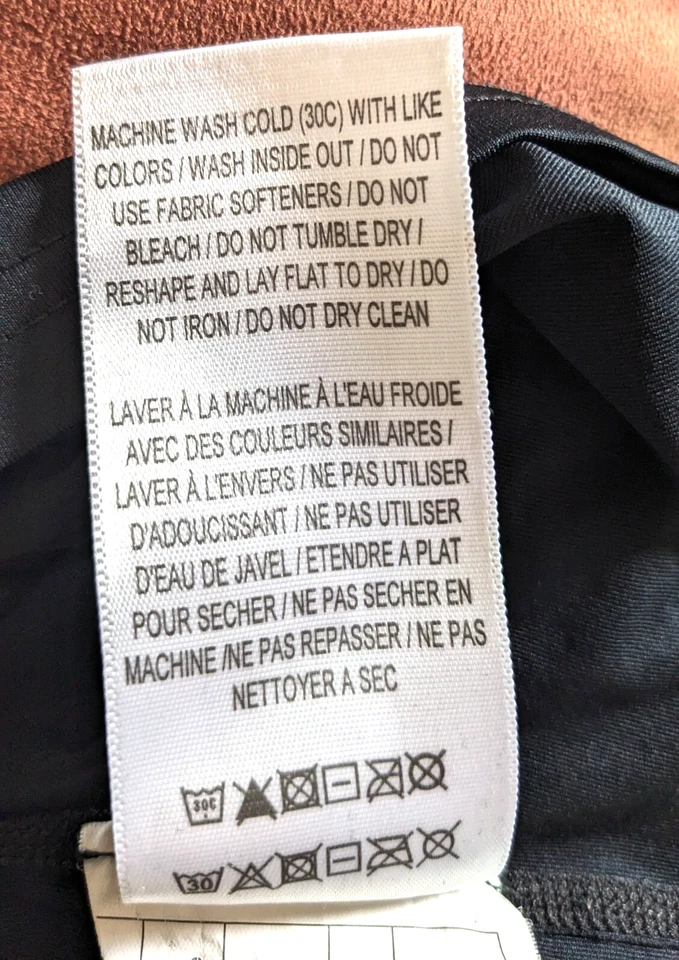 MACHINE WASH COLD (30C) WITH LIKE
COLORS / WASH INSIDE OUT / DO NOT
USE FABRIC SOFTENERS / DO NOT
BLEACH / DO NOT TUMBLE DRY /
RESHAPE AND LAY FLAT TO DRY / DO
NOT IRON / DO NOT DRY CLEAN
LAVER À LA MACHINE À L'EAU FROIDE
AVEC DES COULEURS SIMILAIRES /
LAVER À L'ENVERS / NE PAS UTILISER
D'ADOUCISSANT / NE PAS UTILISER
D'EAU DE JAVEL / ETENDRE A PLAT
POUR SECHER / NE PAS SECHER EN
MACHINE /NE PAS REPASSER / NE PAS
NETTOYER A SEC
30C
30